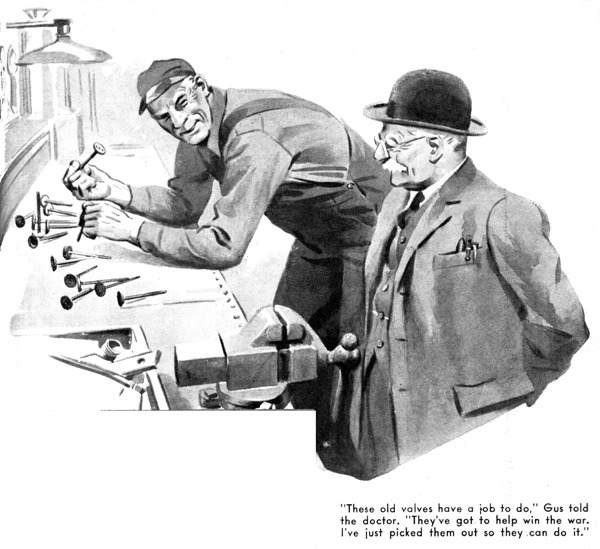 "These old valves have a job to do," Gus told
the doctor. "They've got to help win the war.
I've just picked them out so they can do it."